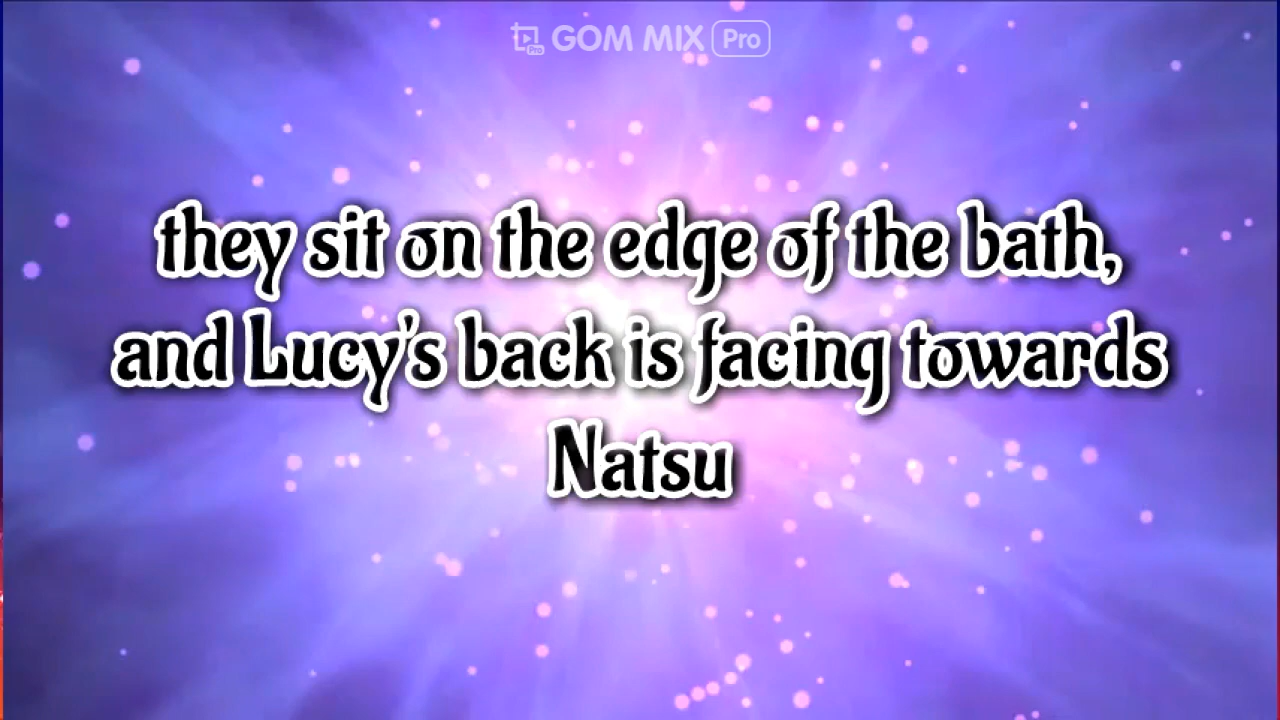 GOM MIX Pro
they sit on the edge of the bath,
and Lucy's back is facing towards
Natsu